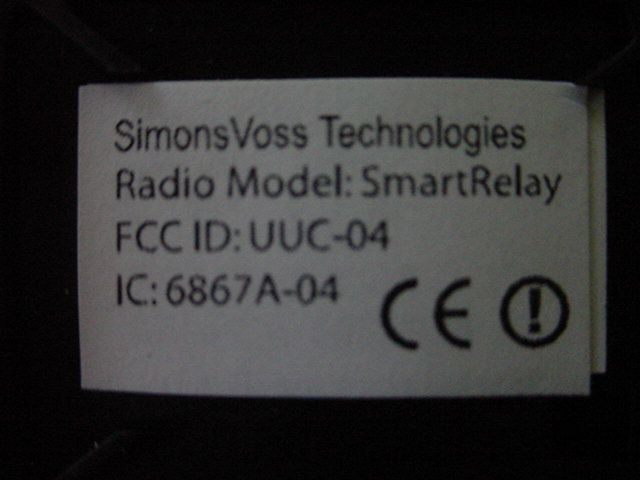 SimonsVoss Technologies
Radio Model: SmartRelay
FCC ID: UUC-04
IC: 6867A-04
CE !